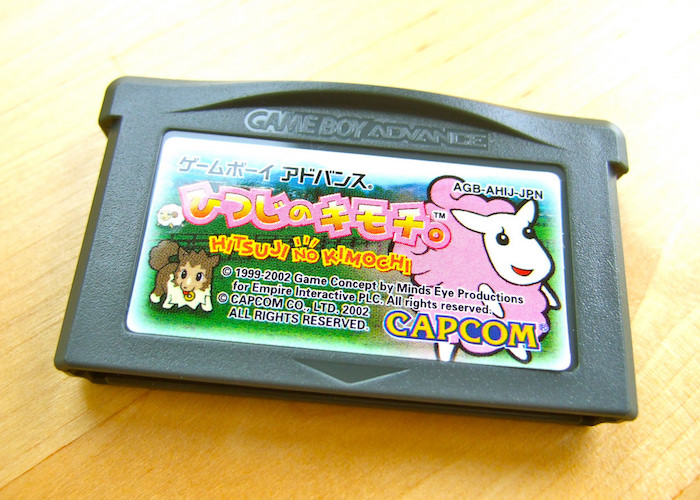 GAME BOY ADVANCE
ゲームボーイ アドバンス®
AGB-AHIJ-JPN
ひつじのキモチ。™
HITSUJI NO KIMOCHI
© 1999-2002 Game Concept by Minds Eye Productions
for Empire Interactive PLC. All rights reserved.
© CAPCOM CO., LTD. 2002
ALL RIGHTS RESERVED.
CAPCOM®